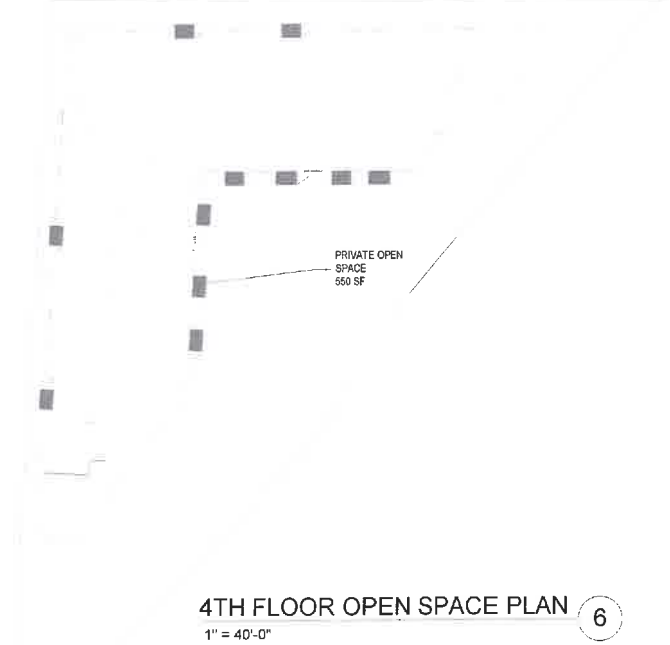 PRIVATE OPEN
SPACE
550 SF
4TH FLOOR OPEN SPACE PLAN 6
1" = 40'-0"